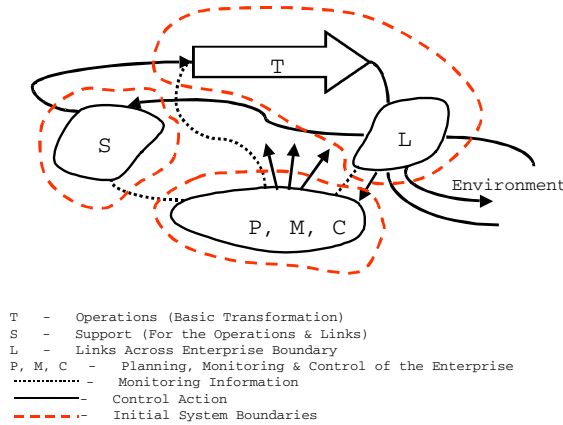 T
S
L
Environment
P, M, C
T - Operations (Basic Transformation)
S - Support (For the Operations & Links)
L - Links Across Enterprise Boundary
P, M, C - Planning, Monitoring & Control of the Enterprise
- Monitoring Information
- Control Action
- Initial System Boundaries